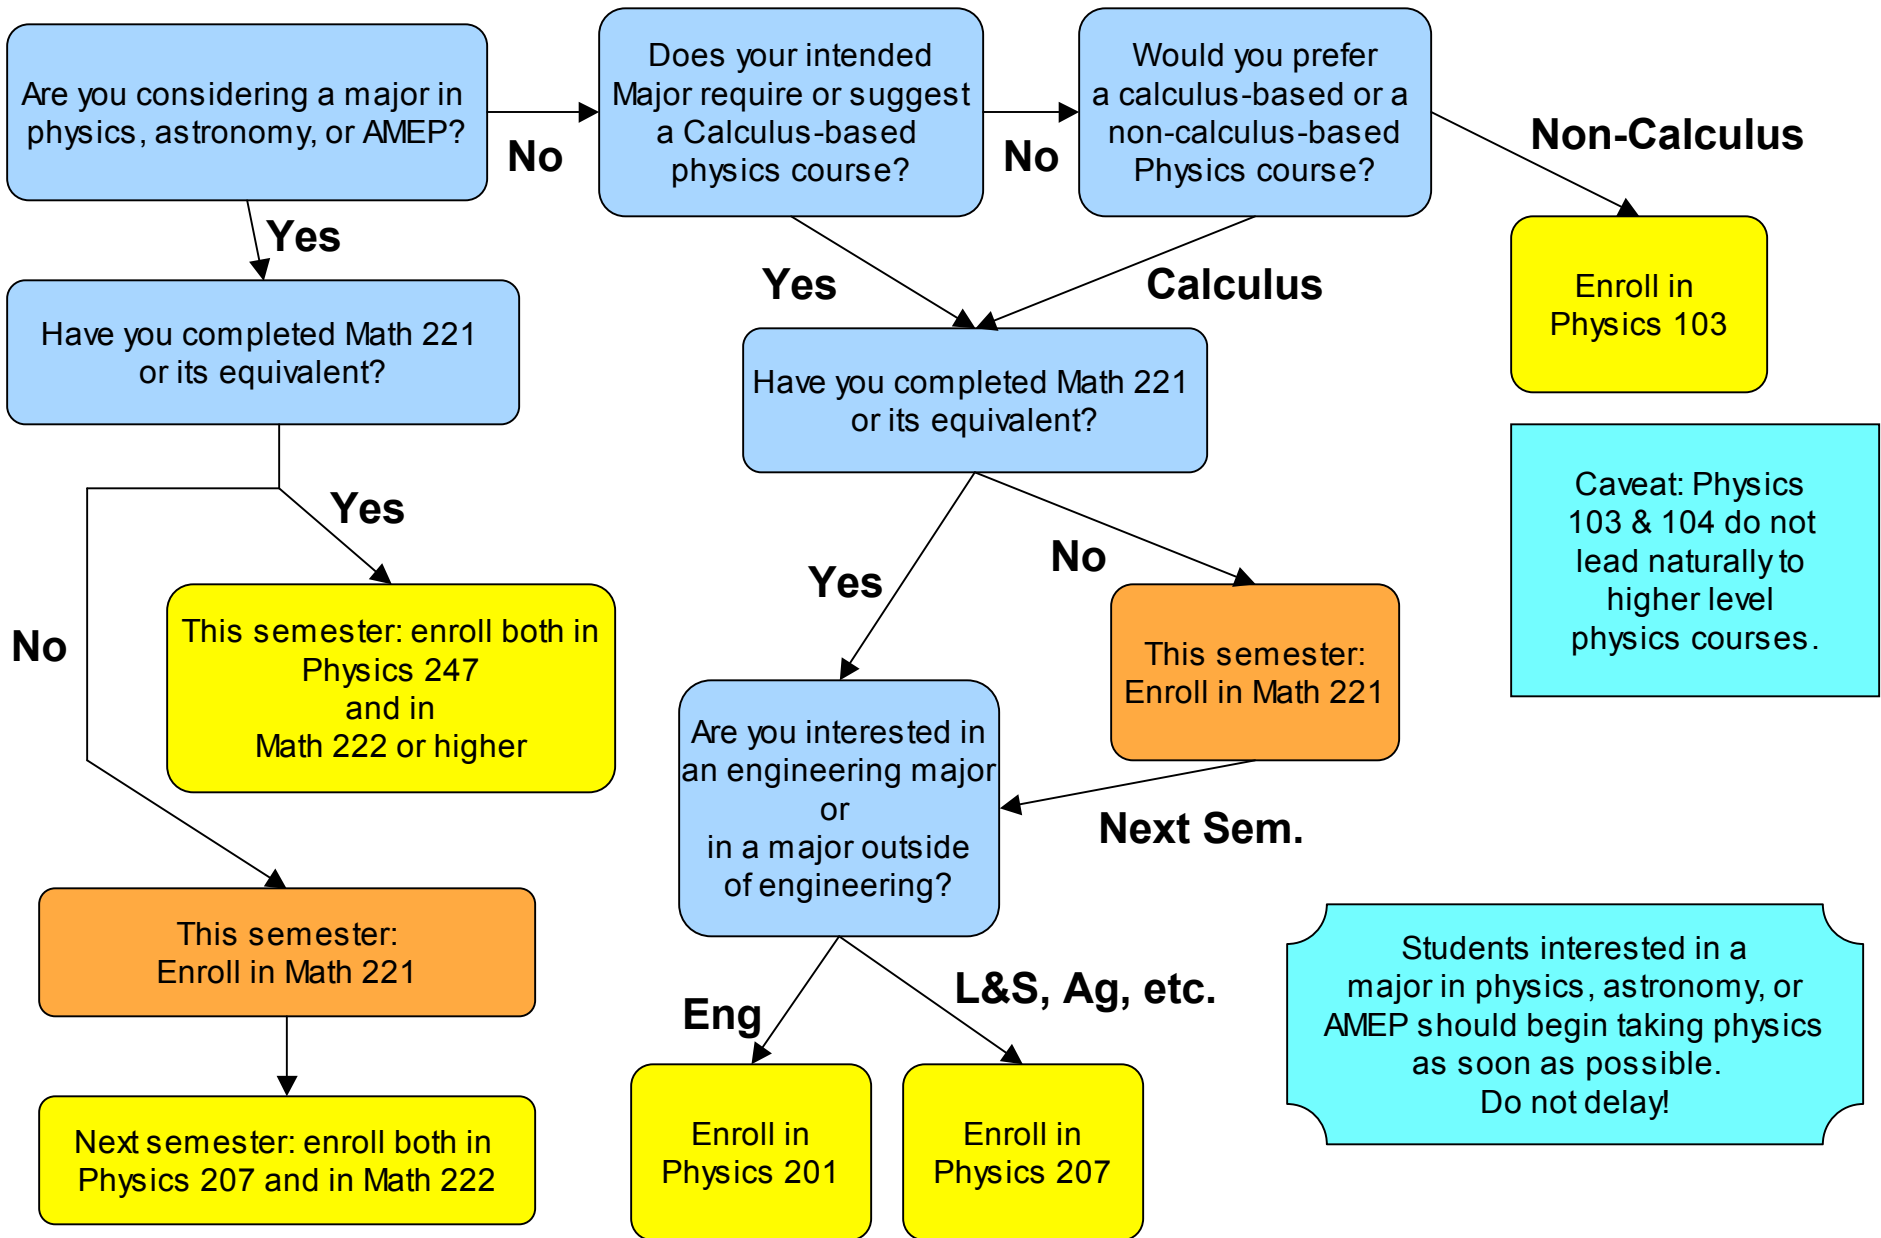 Are you considering a major in
physics, astronomy, or AMEP?
No
Does your intended
Major require or suggest
a Calculus-based
physics course?
No
Would you prefer
a calculus-based or a
non-calculus-based
Physics course?
Non-Calculus
Enroll in
Physics 103
Yes
Have you completed Math 221
or its equivalent?
Yes
Calculus
Have you completed Math 221
or its equivalent?
Caveat: Physics
103 & 104 do not
lead naturally to
higher level
physics courses.
Yes
No
This semester: enroll both in
Physics 247
and in
Math 222 or higher
Yes
No
This semester:
Enroll in Math 221
Are you interested in
an engineering major
or
in a major outside
of engineering?
Next Sem.
This semester:
Enroll in Math 221
Next semester: enroll both in
Physics 207 and in Math 222
Eng
L&S, Ag, etc.
Enroll in
Physics 201
Enroll in
Physics 207
Students interested in a
major in physics, astronomy, or
AMEP should begin taking physics
as soon as possible.
Do not delay!